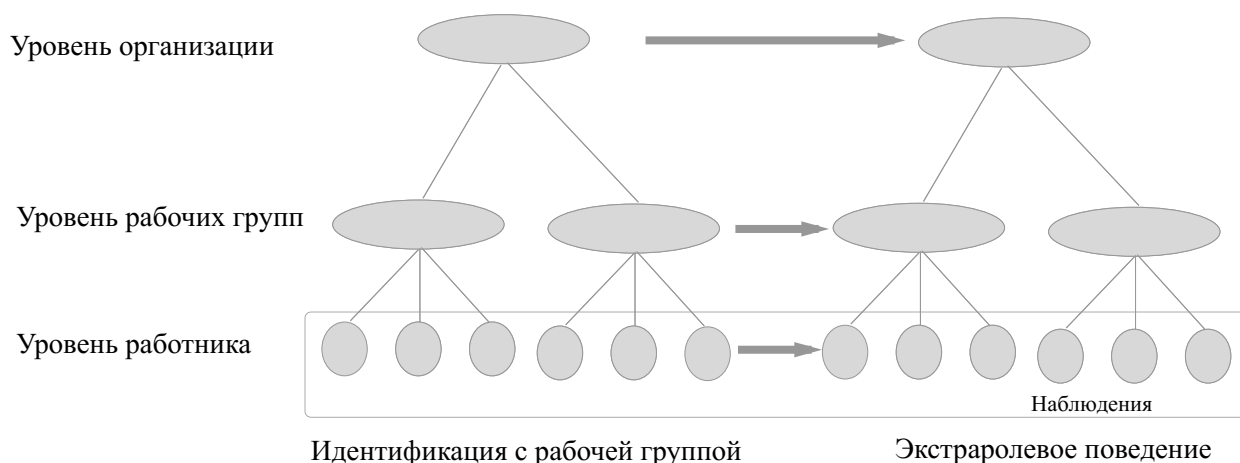 Уровень организации
Уровень рабочих групп
Уровень работника
Наблюдения
Идентификация с рабочей группой
Экстраролевое поведение